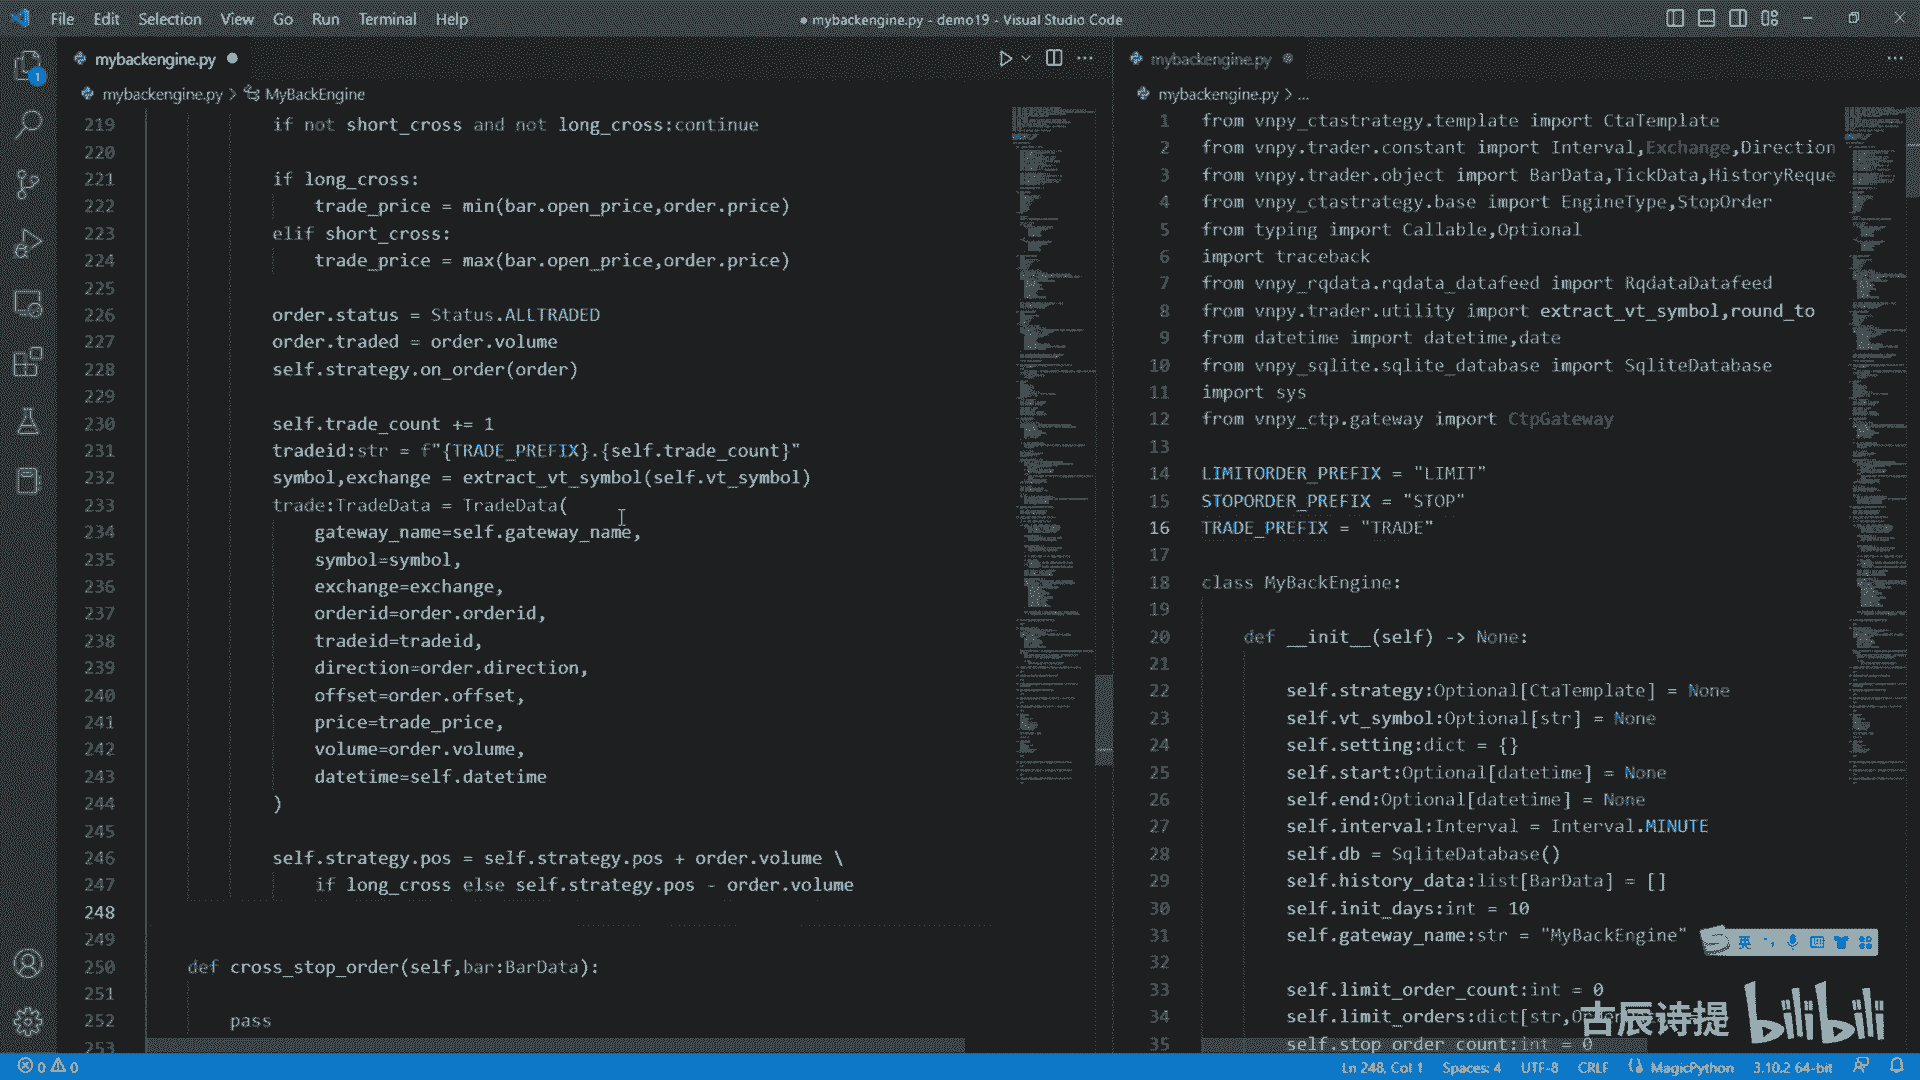 File Edit Selection View Go Run Terminal Help
● mybackengine.py - demo19 - Visual Studio Code
mybackengine.py
mybackengine.py > MyBackEngine
219 if not short_cross and not long_cross:continue
220
221 if long_cross:
222 trade_price = min(bar.open_price,order.price)
223 elif short_cross:
224 trade_price = max(bar.open_price,order.price)
225
226 order.status = Status.ALLTRADED
227 order.traded = order.volume
228 self.strategy.on_order(order)
229
230 self.trade_count += 1
231 tradeid:str = f"{TRADE_PREFIX}.{self.trade_count}"
232 symbol,exchange = extract_vt_symbol(self.vt_symbol)
233 trade:TradeData = TradeData(
234 gateway_name=self.gateway_name,
235 symbol=symbol,
236 exchange=exchange,
237 orderid=order.orderid,
238 tradeid=tradeid,
239 direction=order.direction,
240 offset=order.offset,
241 price=trade_price,
242 volume=order.volume,
243 datetime=self.datetime
244 )
245
246 self.strategy.pos = self.strategy.pos + order.volume \
247 if long_cross else self.strategy.pos - order.volume
248
249
250 def cross_stop_order(self,bar:BarData):
251
252 pass
253
mybackengine.py
mybackengine.py > ...
1 from vnpy_ctastrategy.template import CtaTemplate
2 from vnpy.trader.constant import Interval,Exchange,Direction
3 from vnpy.trader.object import BarData,TickData,HistoryReque
4 from vnpy_ctastrategy.base import EngineType,StopOrder
5 from typing import Callable,Optional
6 import traceback
7 from vnpy_rqdata.rqdata_datafeed import RqdataDatafeed
8 from vnpy.trader.utility import extract_vt_symbol,round_to
9 from datetime import datetime,date
10 from vnpy_sqlite.sqlite_database import SqliteDatabase
11 import sys
12 from vnpy_ctp.gateway import CtpGateway
13
14 LIMITORDER_PREFIX = "LIMIT"
15 STOPORDER_PREFIX = "STOP"
16 TRADE_PREFIX = "TRADE"
17
18 class MyBackEngine:
19
20 def __init__(self) -> None:
21
22 self.strategy:Optional[CtaTemplate] = None
23 self.vt_symbol:Optional[str] = None
24 self.setting:dict = {}
25 self.start:Optional[datetime] = None
26 self.end:Optional[datetime] = None
27 self.interval:Interval = Interval.MINUTE
28 self.db = SqliteDatabase()
29 self.history_data:list[BarData] = []
30 self.init_days:int = 10
31 self.gateway_name:str = "MyBackEngine"
32
33 self.limit_order_count:int = 0
34 self.limit_orders:dict[str,
35 self.stop_order_count:int = 0
英
古辰诗提 bilibili
0 0 Ln 248, Col 1 Spaces: 4 UTF-8 CRLF MagicPython 3.10.2 64-bit